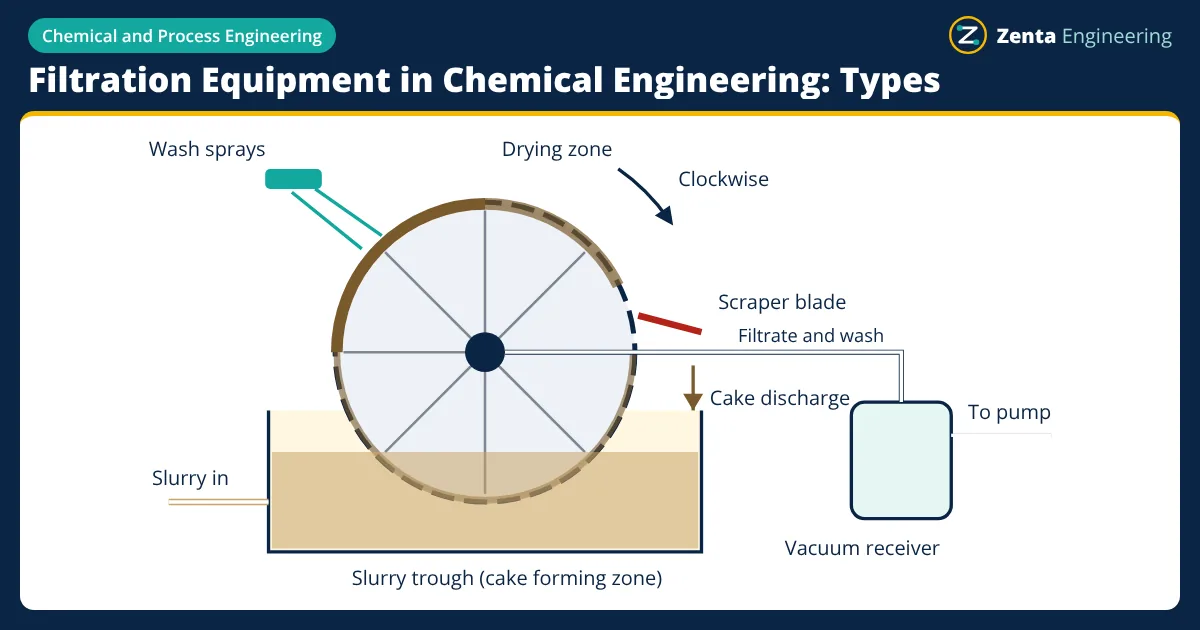 Chemical and Process Engineering
Zenta Engineering
Filtration Equipment in Chemical Engineering: Types
Wash sprays
Drying zone
Clockwise
Scraper blade
Filtrate and wash
Cake discharge
To pump
Slurry in
Vacuum receiver
Slurry trough (cake forming zone)